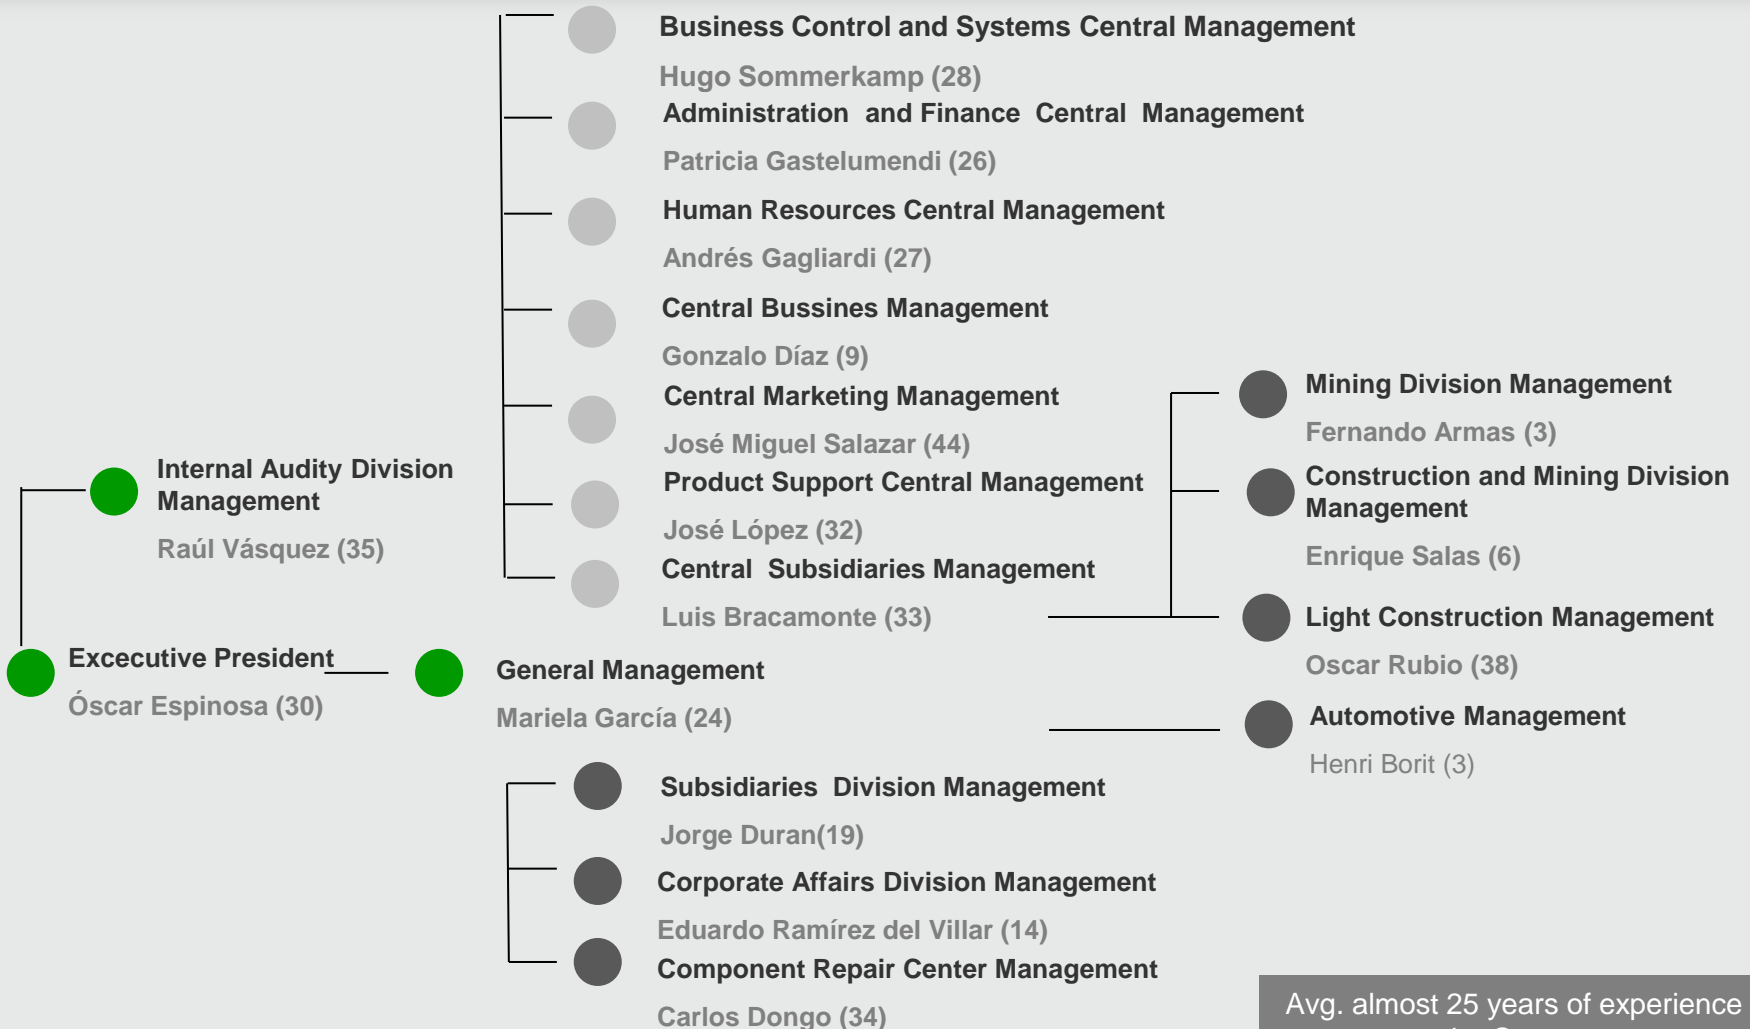 Business Control and Systems Central Management
Hugo Sommerkamp (28)
Administration and Finance Central Management
Patricia Gastelumendi (26)
Human Resources Central Management
Andrés Gagliardi (27)
Central Bussines Management
Gonzalo Díaz (9)
Central Marketing Management
José Miguel Salazar (44)
Product Support Central Management
José López (32)
Central Subsidiaries Management
Luis Bracamonte (33)
Mining Division Management
Fernando Armas (3)
Construction and Mining Division
Management
Enrique Salas (6)
Light Construction Management
Oscar Rubio (38)
Automotive Management
Henri Borit (3)
Internal Audity Division
Management
Raúl Vásquez (35)
Excecutive President
Óscar Espinosa (30)
General Management
Mariela García (24)
Subsidiaries Division Management
Jorge Duran(19)
Corporate Affairs Division Management
Eduardo Ramírez del Villar (14)
Component Repair Center Management
Carlos Dongo (34)
Avg. almost 25 years of experience